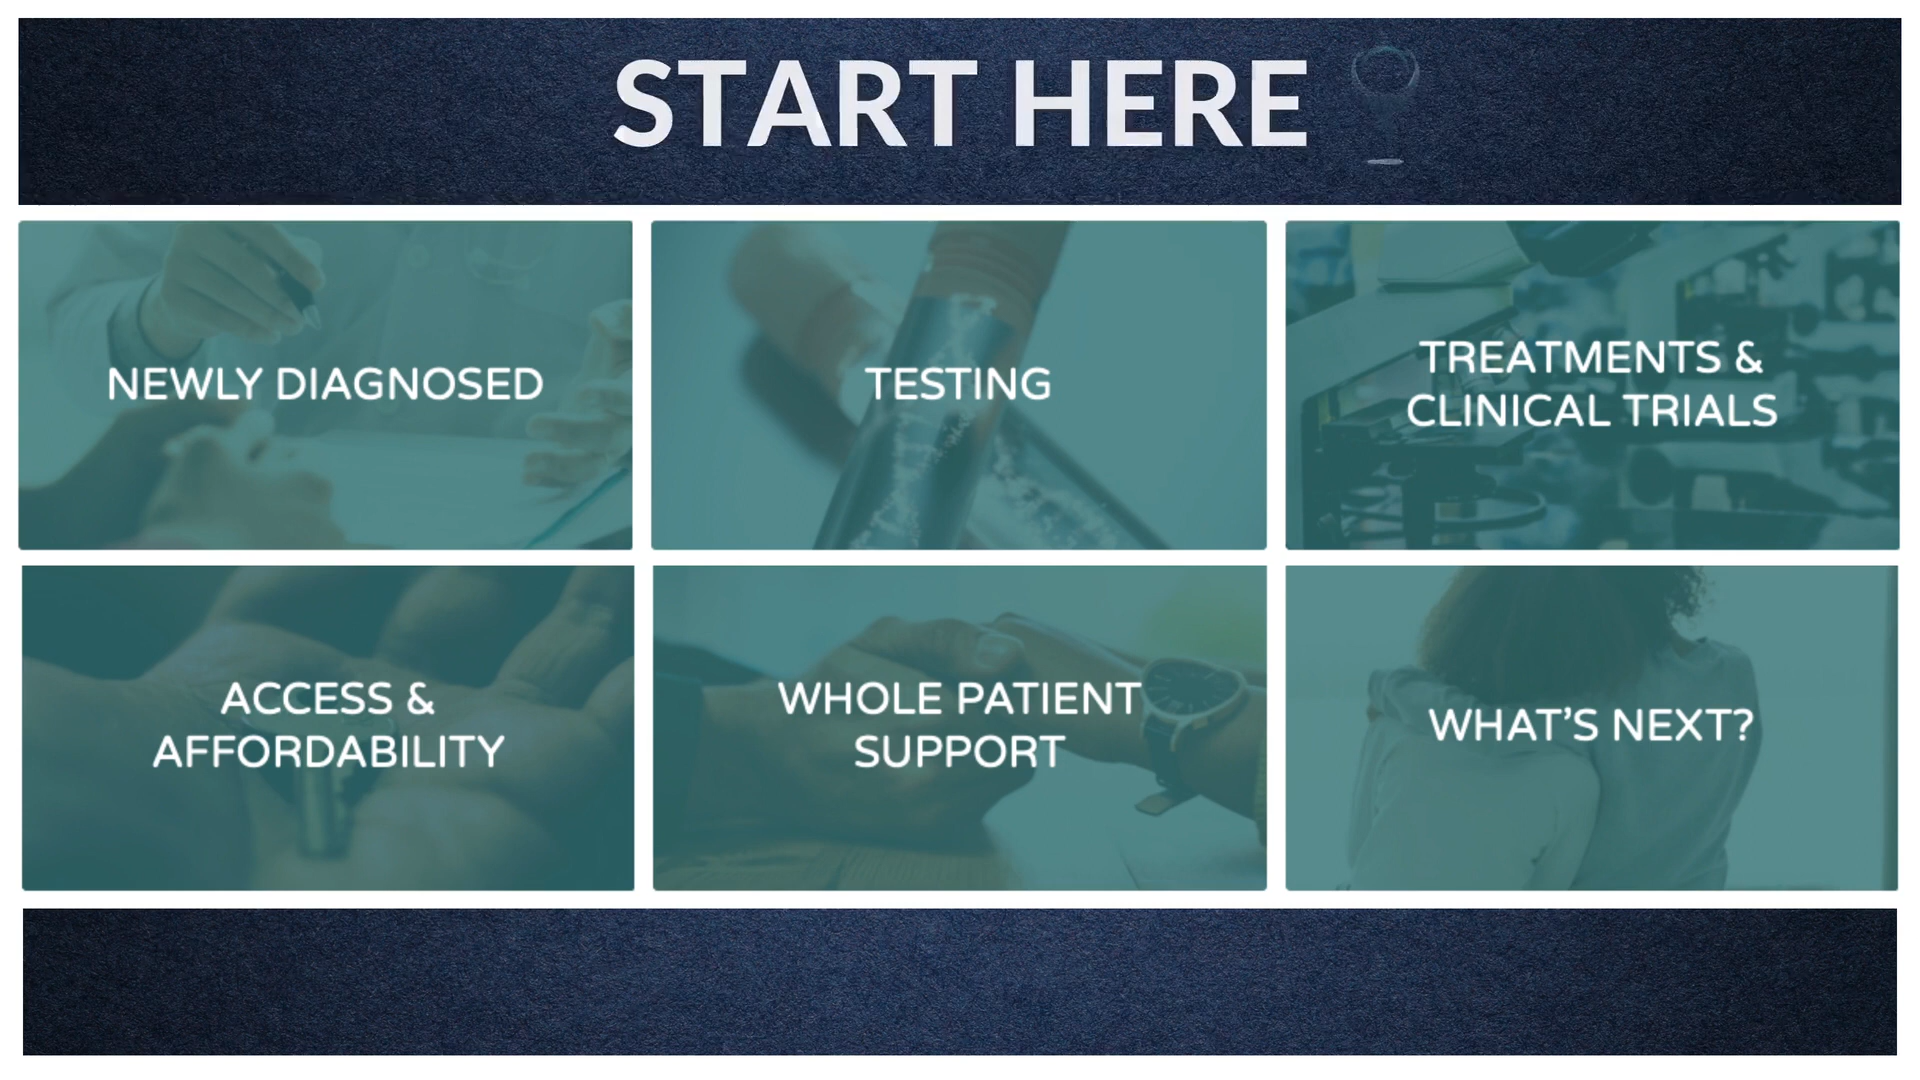 START HERE
NEWLY DIAGNOSED
TESTING
TREATMENTS &
CLINICAL TRIALS
ACCESS &
AFFORDABILITY
WHOLE PATIENT
SUPPORT
WHAT’S NEXT?